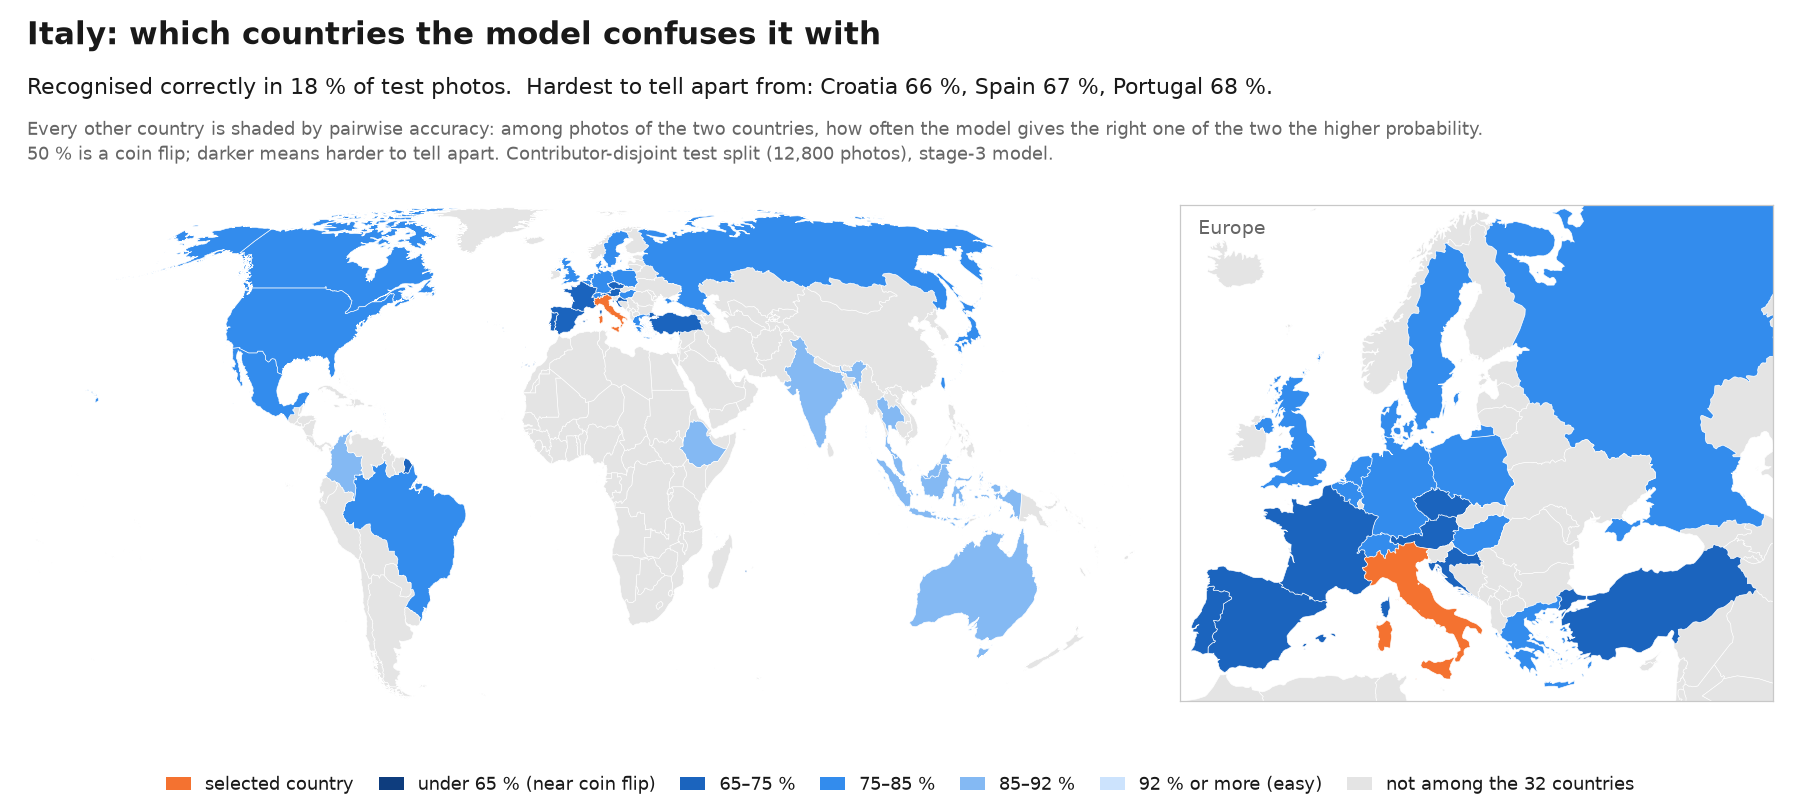 Italy: which countries the model confuses it with
Recognised correctly in 18 % of test photos.  Hardest to tell apart from: Croatia 66 %, Spain 67 %, Portugal 68 %.
Every other country is shaded by pairwise accuracy: among photos of the two countries, how often the model gives the right one of the two the higher probability.
50 % is a coin flip; darker means harder to tell apart. Contributor-disjoint test split (12,800 photos), stage-3 model.
Europe
selected country
under 65 % (near coin flip)
65–75 %
75–85 %
85–92 %
92 % or more (easy)
not among the 32 countries